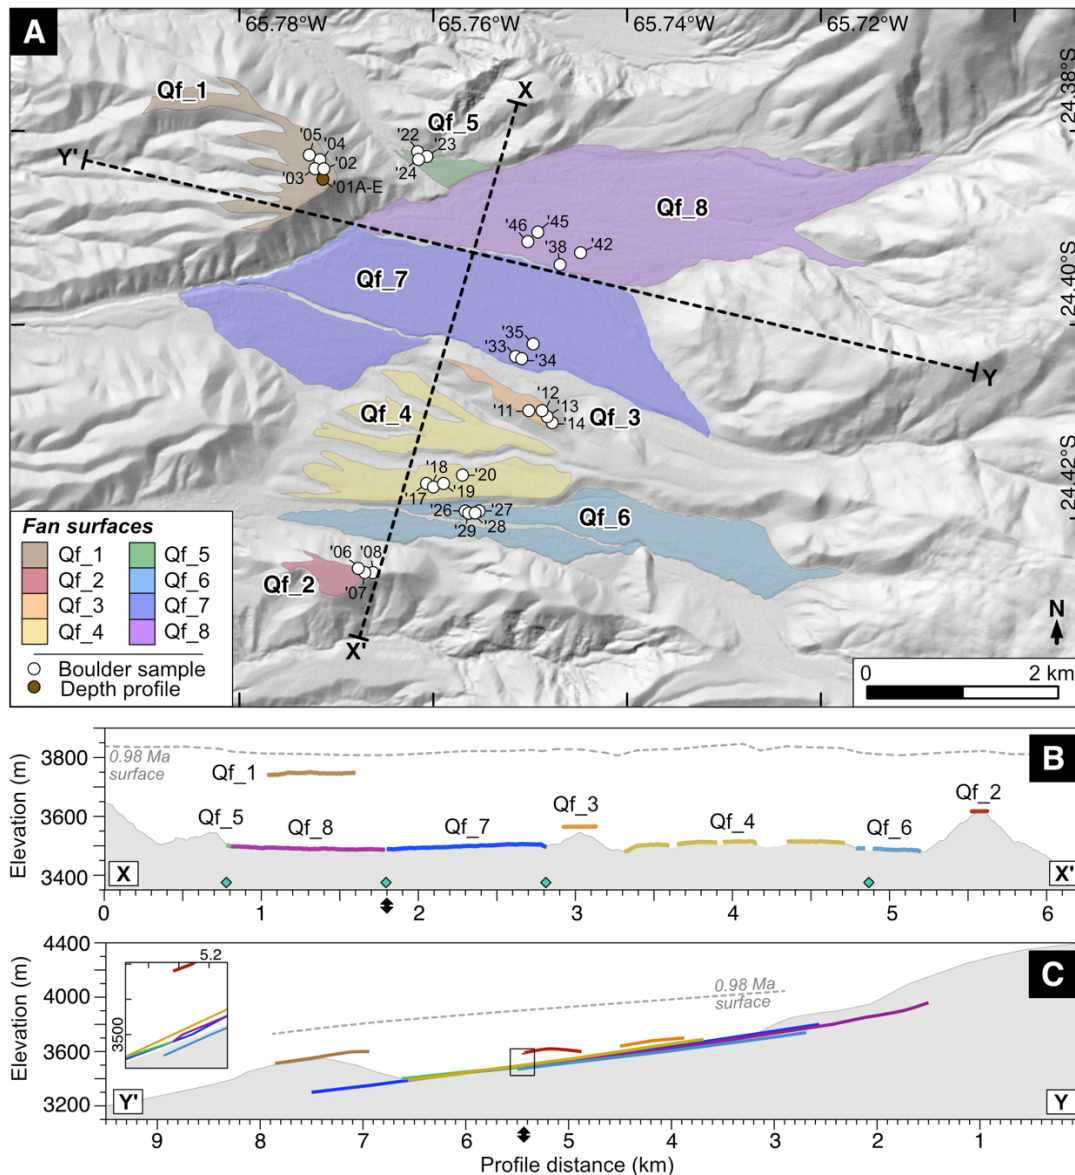 A
65.78°W
65.76°W
65.74°W
65.72°W
24.38°S
24.40°S
24.42°S
Qf_1
'05
'04
'02
'03
'01A-E
Y'
'22
Qf_5
'23
'24
X
Qf_8
'46
'45
'38
'42
Qf_7
'35
'33
'34
Y
'12
'11
'13
'14
Qf_3
Qf_4
'18
'20
'17
'19
'26
'27
'29
'28
Qf_6
'06
'08
'07
Qf_2
X'
Fan surfaces
Qf_1
Qf_5
Qf_2
Qf_6
Qf_3
Qf_7
Qf_4
Qf_8
Boulder sample
Depth profile
N
0
2 km
B
Elevation (m)
3800
3600
3400
0.98 Ma
surface
Qf_1
Qf_5
Qf_8
Qf_7
Qf_3
Qf_4
Qf_6
Qf_2
X
X'
0 1 2 3 4 5 6
C
Elevation (m)
4400
4000
3600
3200
5.2
3500
0.98 Ma
surface
Y'
Y
9 8 7 6 5 4 3 2 1
Profile distance (km)